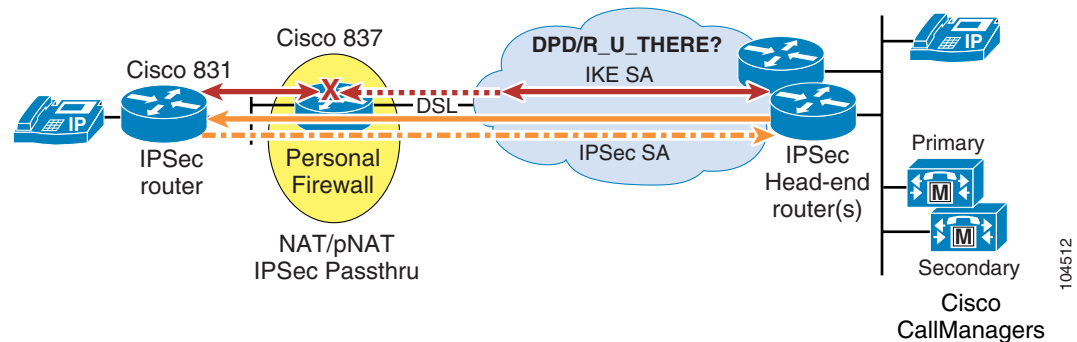 Cisco 837
DPD/R_U_THERE?
IP
Cisco 831
IKE SA
X
DSL
IP
IPSec SA
IPSec
router
Personal
Firewall
IPSec
Head-end
router(s)
Primary
M
NAT/pNAT
IPSec Passthru
M
Secondary
Cisco
CallManagers
104512